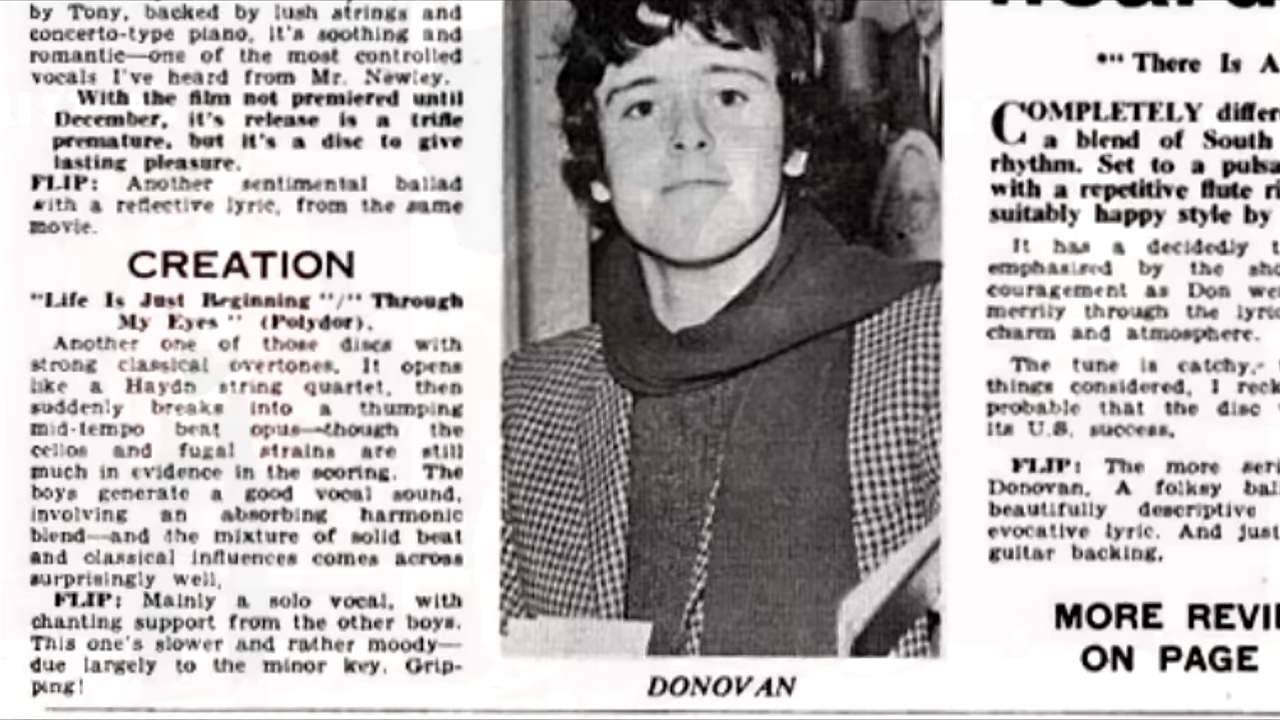 by Tony, backed by lush strings and
concerto-type piano, it's soothing and
romantic—one of the most controlled
vocals I've heard from Mr. Newley.
With the film not premiered until
December, it's release is a trifle
premature, but it's a disc to give
lasting pleasure.
FLIP: Another sentimental ballad
with a reflective lyric, from the same
movie.
CREATION
"Life Is Just Beginning"/"Through
My Eyes" (Polydor).
Another one of those discs with
strong classical overtones. It opens
like a Haydn string quartet, then
suddenly breaks into a thumping
mid-tempo beat opus—though the
cellos and fugal strains are still
much in evidence in the scoring. The
boys generate a good vocal sound,
involving an absorbing harmonic
blend—and the mixture of solid beat
and classical influences comes across
surprisingly well.
FLIP: Mainly a solo vocal, with
chanting support from the other boys.
This one's slower and rather moody—
due largely to the minor key. Grip-
ping!
DONOVAN
"There Is A
COMPLETELY differe
a blend of South
rhythm. Set to a pulsa
with a repetitive flute ri
suitably happy style by
It has a decidedly t
emphasised by the sho
couragement as Don wen
merrily through the lyric
charm and atmosphere.
The tune is catchy,
things considered, I reck
probable that the disc
its U.S. success.
FLIP: The more seri
Donovan. A folksy ball
beautifully descriptive
evocative lyric. And just
guitar backing.
MORE REVIE
ON PAGE